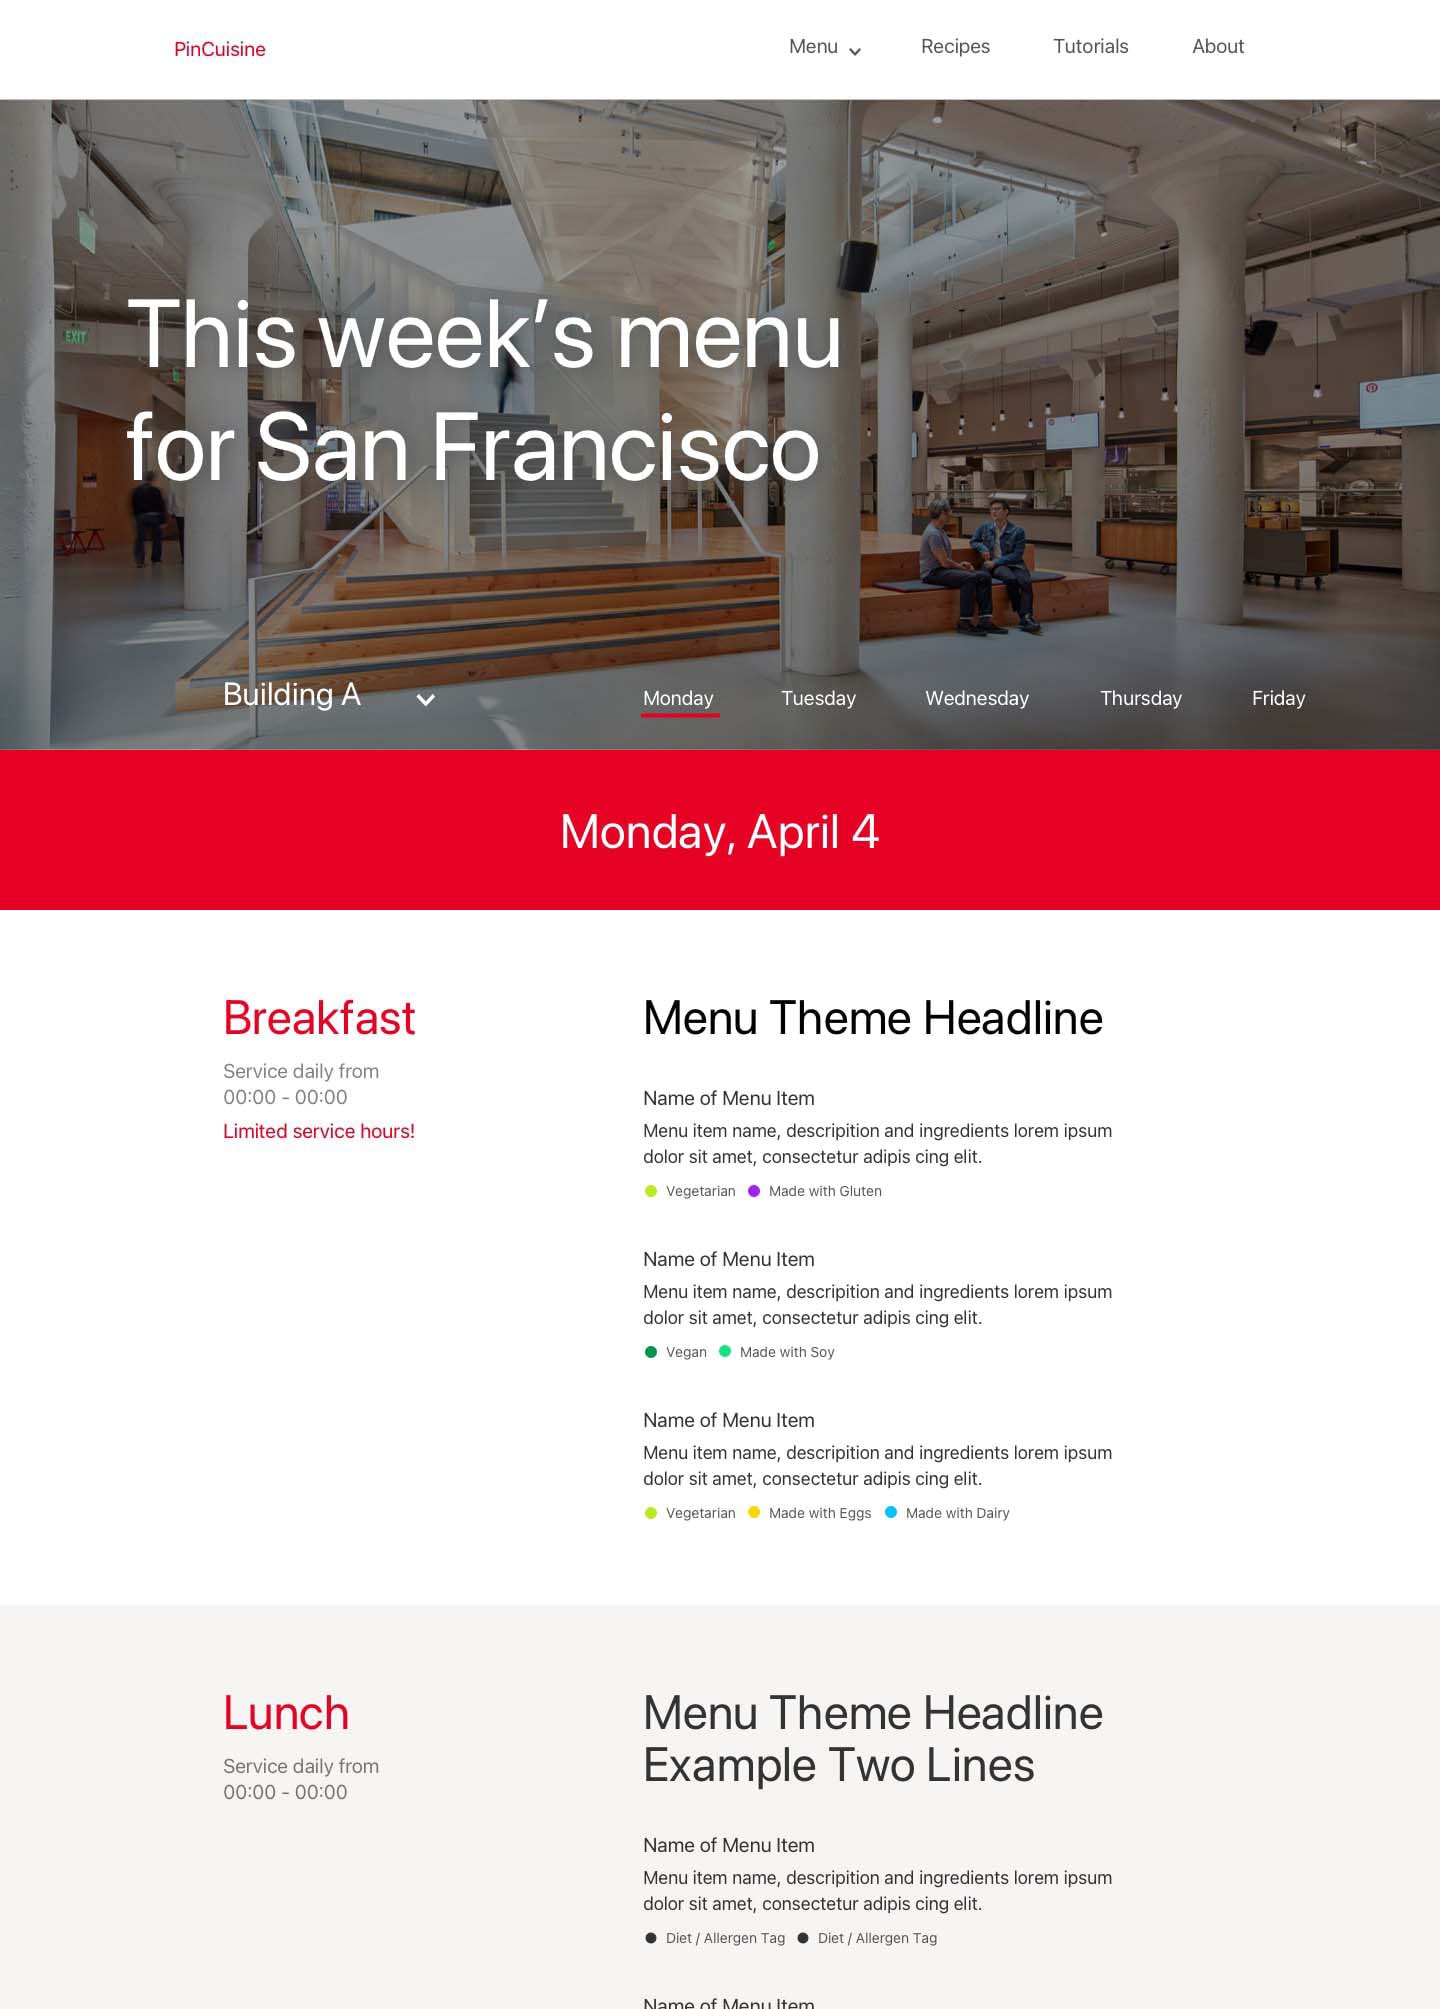 PinCuisine
Menu
Recipes
Tutorials
About
EXIT
This week’s menu
for San Francisco
Building A
Monday
Tuesday
Wednesday
Thursday
Friday
Monday, April 4
Breakfast
Service daily from
00:00 - 00:00
Limited service hours!
Menu Theme Headline
Name of Menu Item
Menu item name, descripition and ingredients lorem ipsum
dolor sit amet, consectetur adipis cing elit.
Vegetarian
Made with Gluten
Name of Menu Item
Menu item name, descripition and ingredients lorem ipsum
dolor sit amet, consectetur adipis cing elit.
Vegan
Made with Soy
Name of Menu Item
Menu item name, descripition and ingredients lorem ipsum
dolor sit amet, consectetur adipis cing elit.
Vegetarian
Made with Eggs
Made with Dairy
Lunch
Service daily from
00:00 - 00:00
Menu Theme Headline
Example Two Lines
Name of Menu Item
Menu item name, descripition and ingredients lorem ipsum
dolor sit amet, consectetur adipis cing elit.
Diet / Allergen Tag
Diet / Allergen Tag
Name of Menu Item